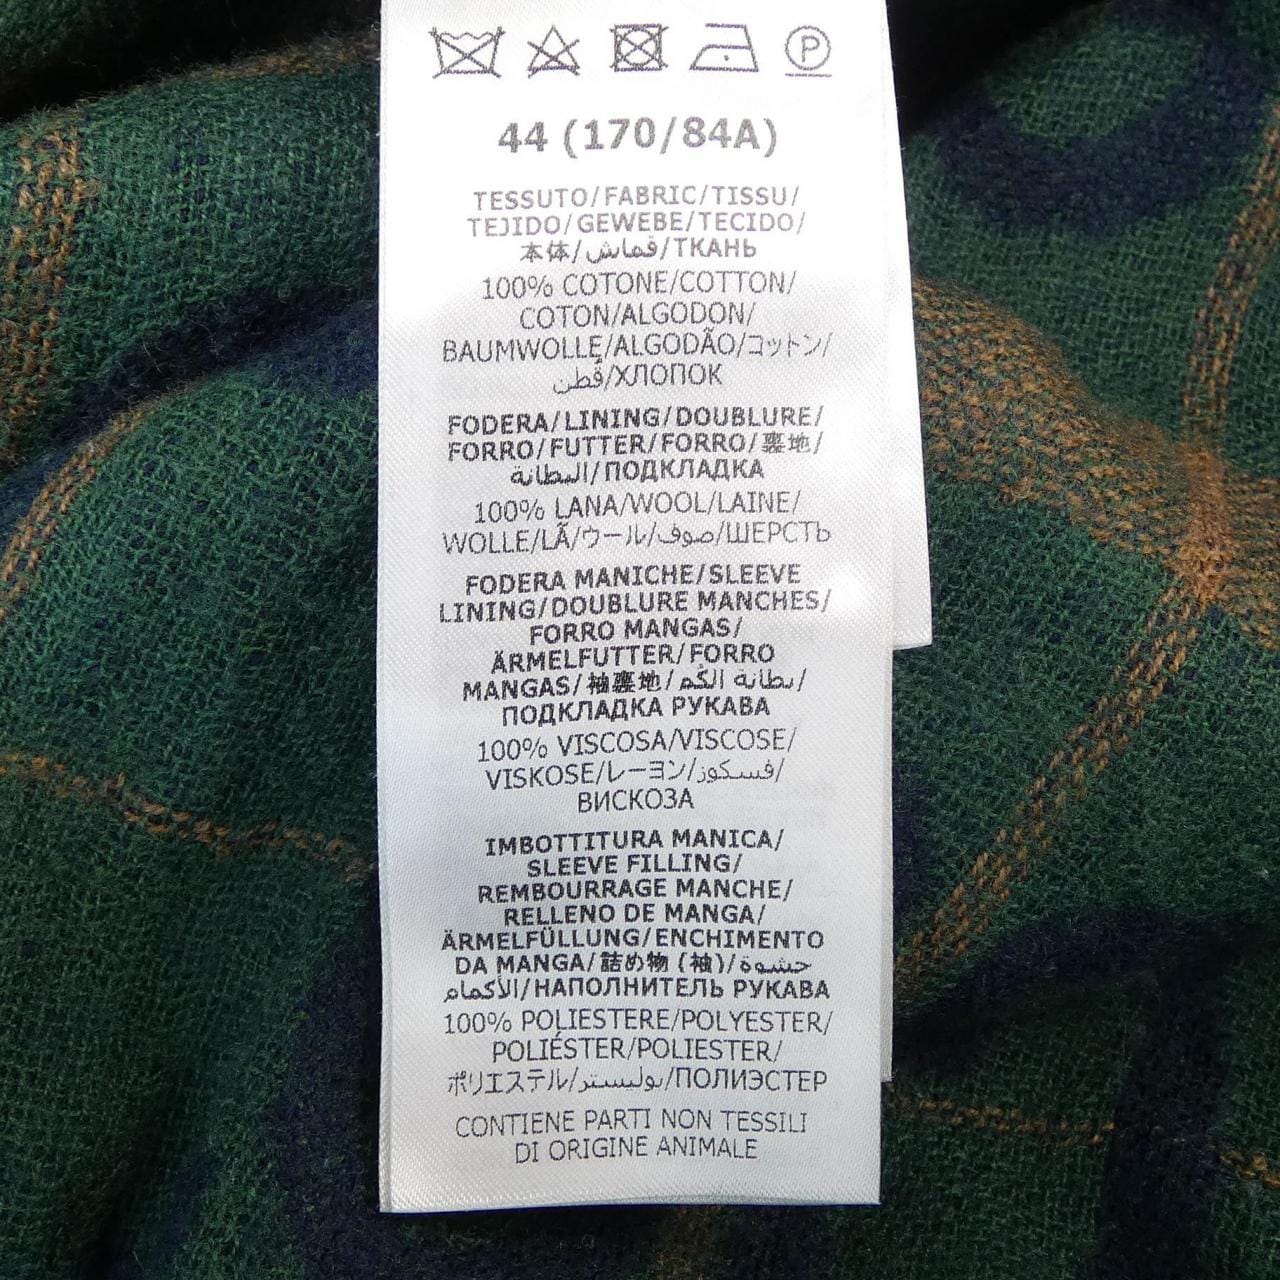 P
44 (170/84A)
TESSUTO/FABRIC/TISSU/
TEJIDO/GEWEBE/TECIDO/
本体/قماش/ТКАНЬ
100% COTONE/COTTON/
COTON/ALGODON/
BAUMWOLLE/ALGODÃO/コットン/
قطن/ХЛОПОК
FODERA/LINING/DOUBLURE/
FORRO/FUTTER/FORRO/裏地/
البطانة/ПОДКЛАДКА
100% LANA/WOOL/LAINE/
WOLLE/LÃ/ウール/صوف/ШЕРСТЬ
FODERA MANICHE/SLEEVE
LINING/DOUBLURE MANCHES/
FORRO MANGAS/
ÄRMELFUTTER/FORRO
MANGAS/袖裏地/بطانة الكُم/
ПОДКЛАДКА РУКАВА
100% VISCOSA/VISCOSE/
VISKOSE/レーヨン/فسكوز/
ВИСКОЗА
IMBOTTITURA MANICA/
SLEEVE FILLING/
REMBOURRAGE MANCHE/
RELLENO DE MANGA/
ÄRMELFÜLLUNG/ENCHIMENTO
DA MANGA/詰め物 (袖)/حشوة
الأكمام/НАПОЛНИТЕЛЬ РУКАВА
100% POLIESTERE/POLYESTER/
POLIÉSTER/POLIESTER/
ポリエステル/بوليستر/ПОЛИЭСТЕР
CONTIENE PARTI NON TESSILI
DI ORIGINE ANIMALE